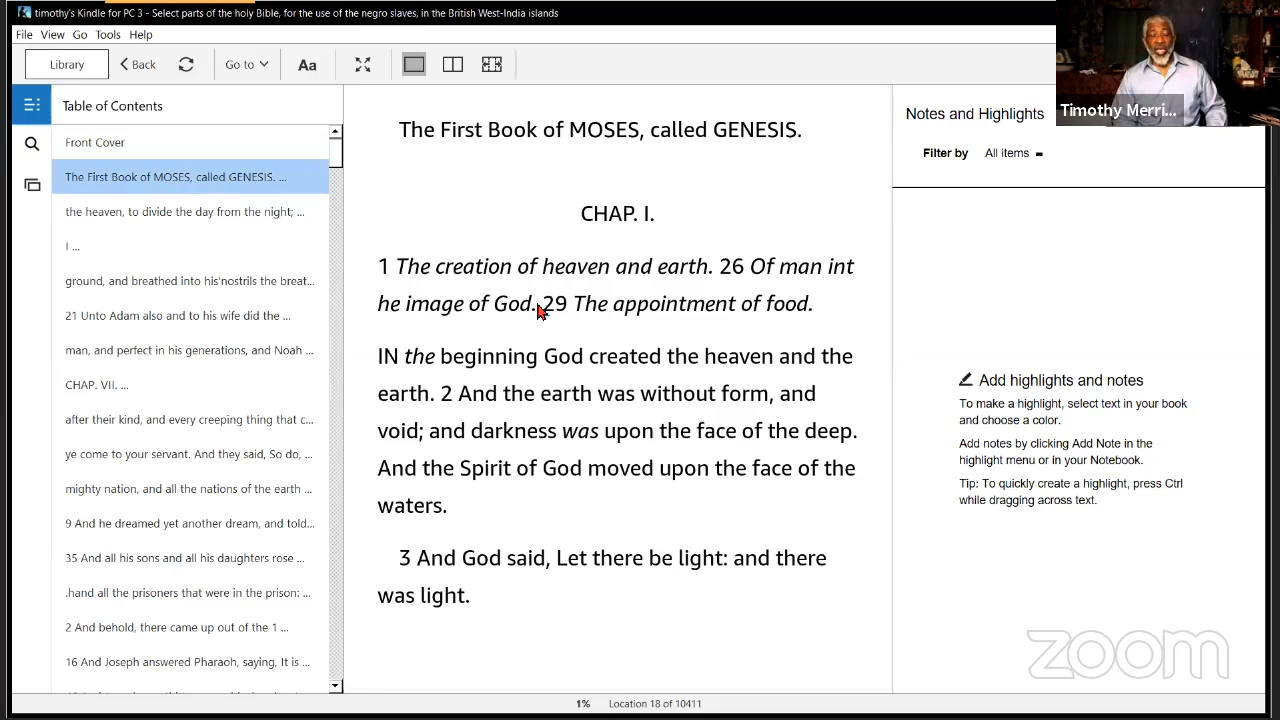 timothy's Kindle for PC 3 - Select parts of the holy Bible, for the use of the negro slaves, in the British West-India islands
File View Go Tools Help
Library Back Go to Aa
Table of Contents
Front Cover
The First Book of MOSES, called GENESIS. ...
the heaven, to divide the day from the night; ...
I ...
ground, and breathed into his'nostrils the breat...
21 Unto Adam also and to his wife did the ...
man, and perfect in his generations, and Noah ...
CHAP. VII. ...
after their kind, and every creeping thing that c...
ye come to your servant. And they said, So do, ...
mighty nation, and all the nations of the earth ...
9 And he dreamed yet another dream, and told...
35 And all his sons and all his daughters rose ...
.hand all the prisoners that were in the prison: ...
2 And behold, there came up out of the 1 ...
16 And Joseph answered Pharaoh, saying, It is ...
The First Book of MOSES, called GENESIS.
CHAP. I.
1 The creation of heaven and earth. 26 Of man int
he image of God. 29 The appointment of food.
IN the beginning God created the heaven and the
earth. 2 And the earth was without form, and
void; and darkness was upon the face of the deep.
And the Spirit of God moved upon the face of the
waters.
3 And God said, Let there be light: and there
was light.
1% Location 18 of 10411
Timothy Merri...
Notes and Highlights
Filter by All items
Add highlights and notes
To make a highlight, select text in your book
and choose a color.
Add notes by clicking Add Note in the
highlight menu or in your Notebook.
Tip: To quickly create a highlight, press Ctrl
while dragging across text.
zoom